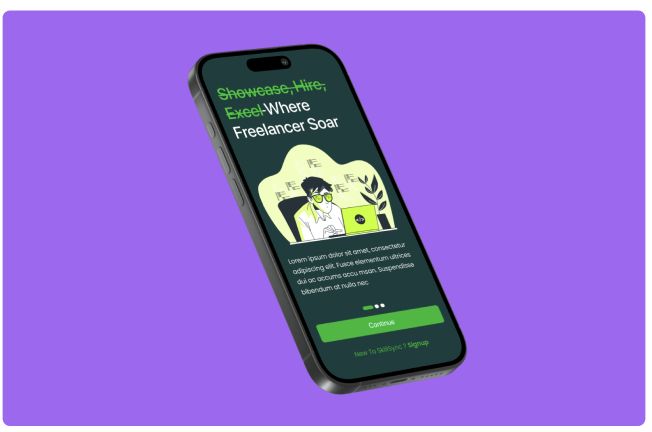 Showcase, Hire,
Excel Where
Freelancer Soar
</>
Lorem ipsum dolor sit amet, consectetur
adipiscing elit. Fusce elementum ultrices
dui ac accums accu msan. Suspendisse
bibendum at nulla nec
Continue
New To SkillSync ? Signup